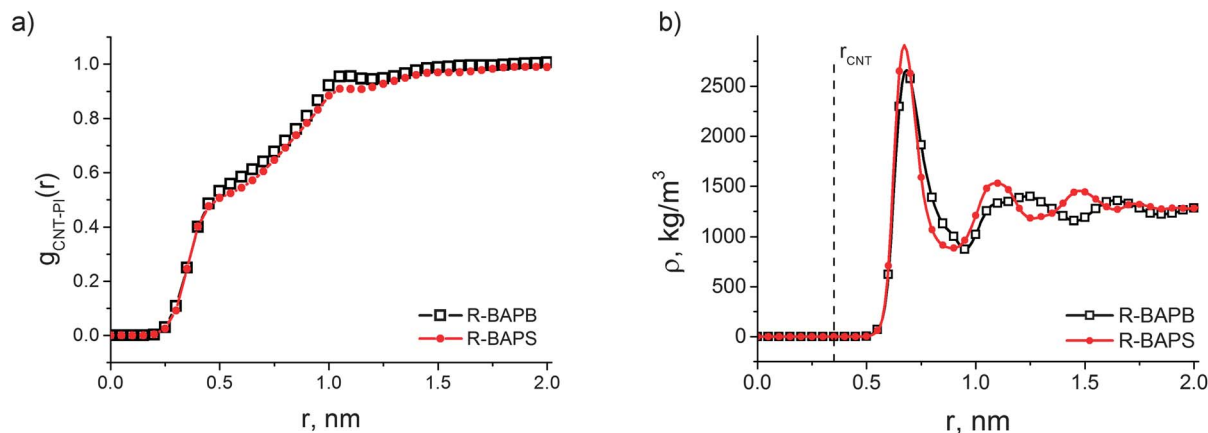 a)
g_CNT-PI(r)
1.0
0.8
0.6
0.4
0.2
0.0
R-BAPB
R-BAPS
0.0 0.5 1.0 1.5 2.0
r, nm
b)
ρ, kg/m³
2500
2000
1500
1000
500
0
r_CNT
R-BAPB
R-BAPS
0.0 0.5 1.0 1.5 2.0
r, nm